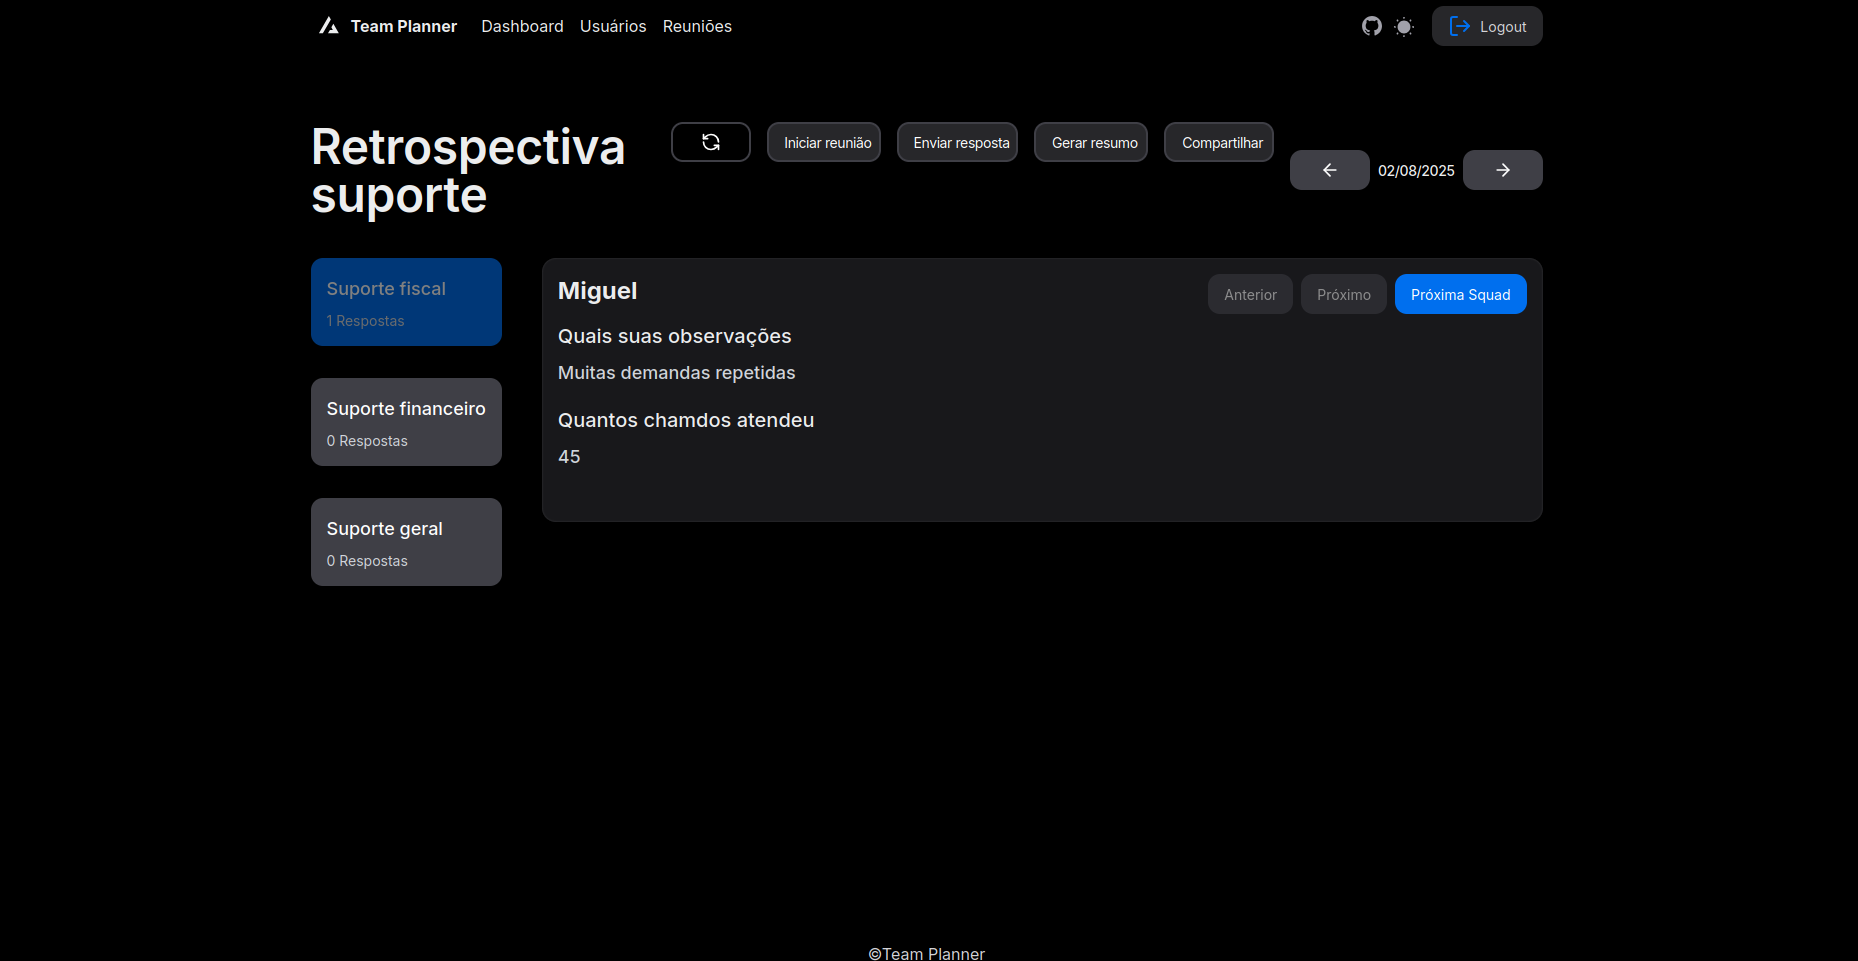 Team Planner
Dashboard
Usuários
Reuniões
Logout
Retrospectiva
suporte
Iniciar reunião
Enviar resposta
Gerar resumo
Compartilhar
02/08/2025
Suporte fiscal
1 Respostas
Suporte financeiro
0 Respostas
Suporte geral
0 Respostas
Miguel
Anterior
Próximo
Próxima Squad
Quais suas observações
Muitas demandas repetidas
Quantos chamdos atendeu
45
©Team Planner